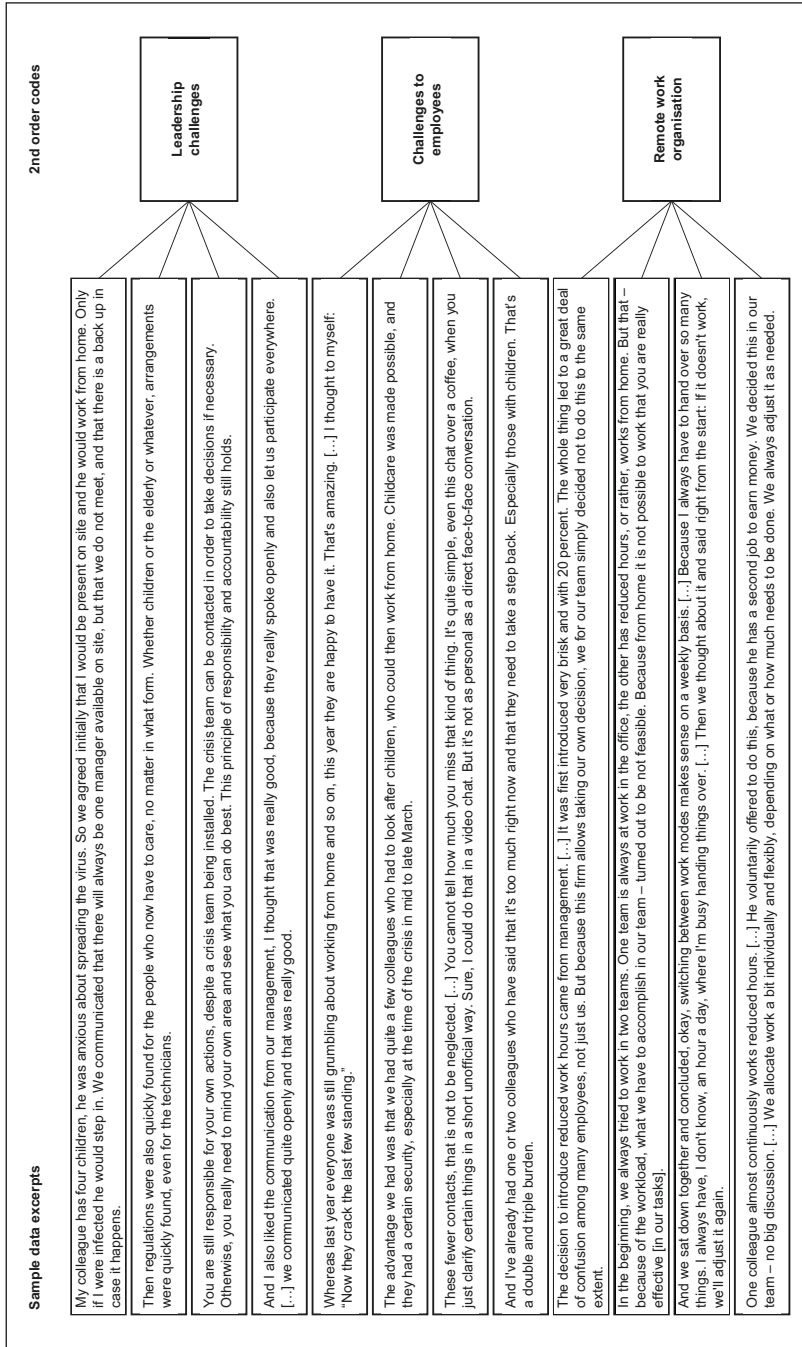 Sample data excerpts
2nd order codes
My colleague has four children, he was anxious about spreading the virus. So we agreed initially that I would be present on site and he would work from home. Only
if I were infected he would step in. We communicated that there will always be one manager available on site, but that we do not meet, and that there is a back up in
case it happens.
Then regulations were also quickly found for the people who now have to care, no matter in what form. Whether children or the elderly or whatever, arrangements
were quickly found, even for the technicians.
You are still responsible for your own actions, despite a crisis team being installed. The crisis team can be contacted in order to take decisions if necessary.
Otherwise, you really need to mind your own area and see what you can do best. This principle of responsibility and accountability still holds.
And I also liked the communication from our management, I thought that was really good, because they really spoke openly and also let us participate everywhere.
[…] we communicated quite openly and that was really good.
Leadership
challenges
Whereas last year everyone was still grumbling about working from home and so on, this year they are happy to have it. That's amazing. […] I thought to myself:
“Now they crack the last few standing.”
The advantage we had was that we had quite a few colleagues who had to look after children, who could then work from home. Childcare was made possible, and
they had a certain security, especially at the time of the crisis in mid to late March.
These fewer contacts, that is not to be neglected. […] You cannot tell how much you miss that kind of thing. It's quite simple, even this chat over a coffee, when you
just clarify certain things in a short unofficial way. Sure, I could do that in a video chat. But it's not as personal as a direct face-to-face conversation.
And I've already had one or two colleagues who have said that it's too much right now and that they need to take a step back. Especially those with children. That's
a double and triple burden.
Challenges to
employees
The decision to introduce reduced work hours came from management. […] It was first introduced very brisk and with 20 percent. The whole thing led to a great deal
of confusion among many employees, not just us. But because this firm allows taking our own decision, we for our team simply decided not to do this to the same
extent.
In the beginning, we always tried to work in two teams. One team is always at work in the office, the other has reduced hours, or rather, works from home. But that –
because of the workload, what we have to accomplish in our team – turned out to be not feasible. Because from home it is not possible to work that you are really
effective [in our tasks].
And we sat down together and concluded, okay, switching between work modes makes sense on a weekly basis. […] Because I always have to hand over so many
things. I always have, I don't know, an hour a day, where I'm busy handing things over. […] Then we thought about it and said right from the start: If it doesn't work,
we'll adjust it again.
One colleague almost continuously works reduced hours. […] He voluntarily offered to do this, because he has a second job to earn money. We decided this in our
team – no big discussion. […] We allocate work a bit individually and flexibly, depending on what or how much needs to be done. We always adjust it as needed.
Remote work
organisation